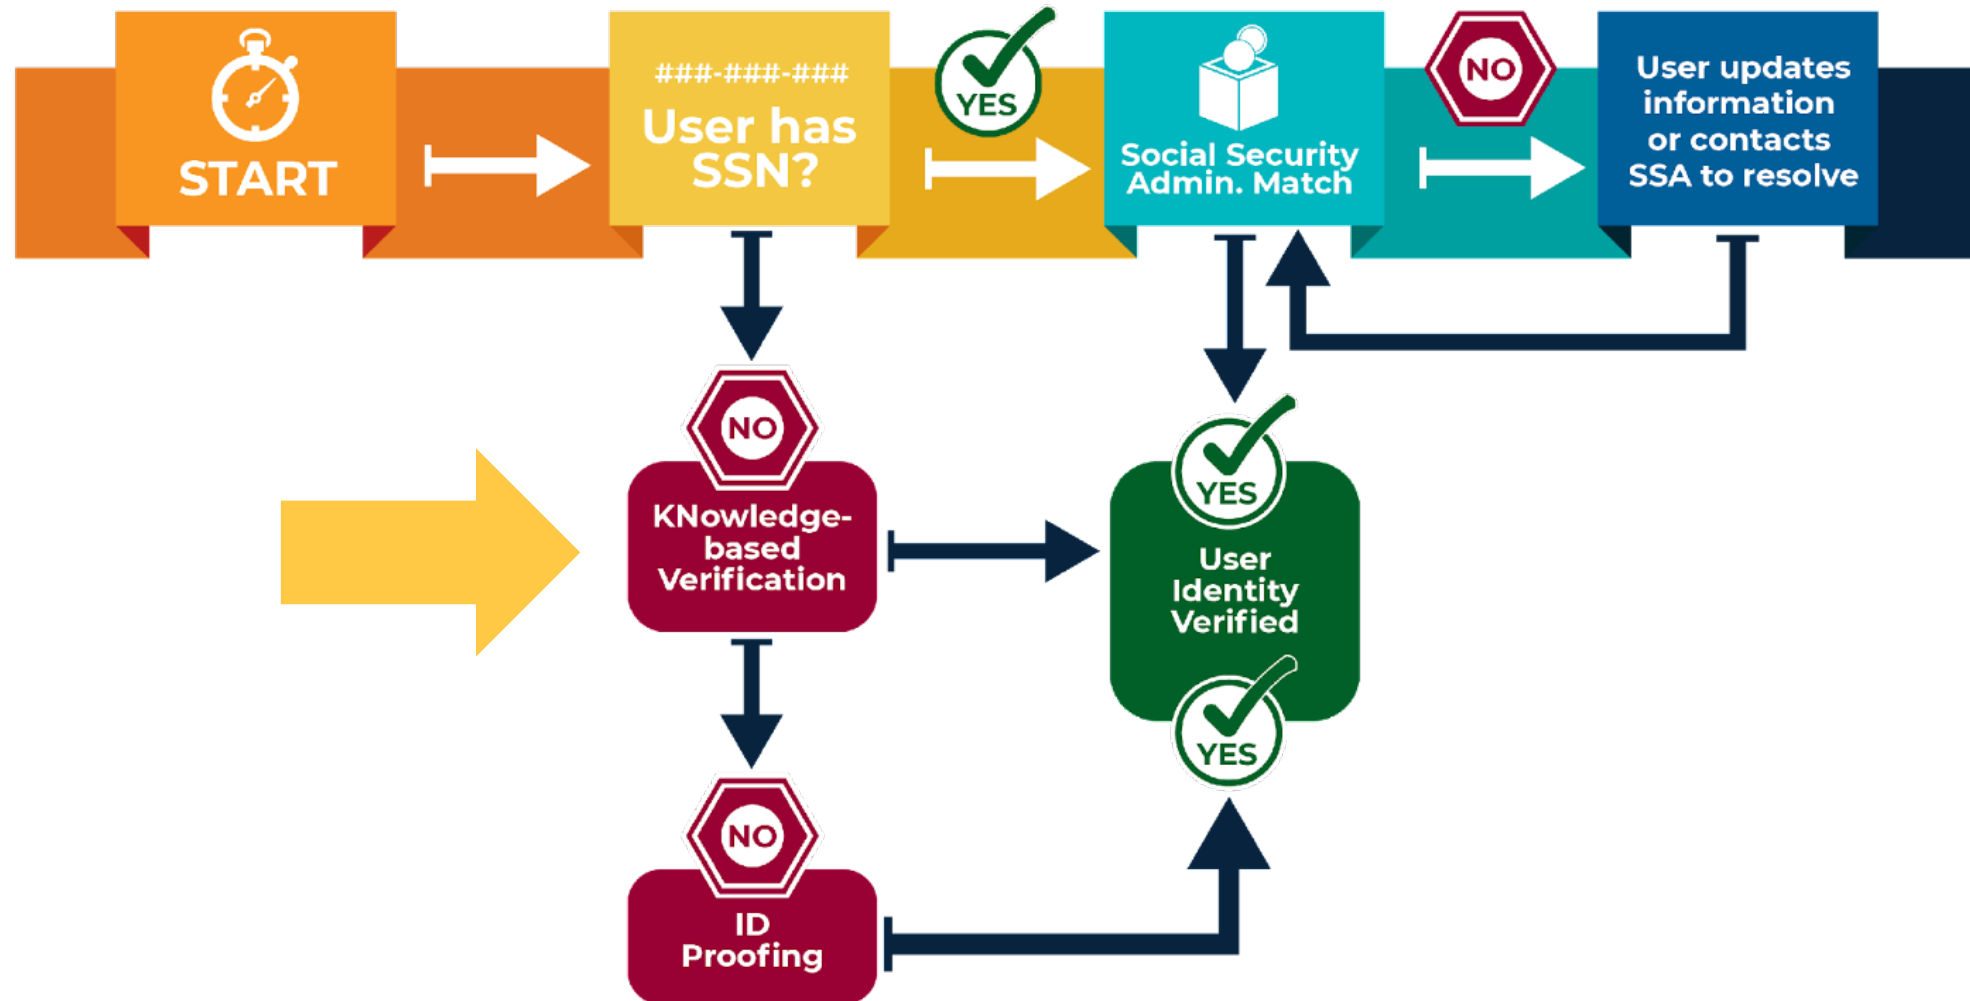 START
###-###-###
User has
SSN?
YES
Social Security
Admin. Match
NO
User updates
information
or contacts
SSA to resolve
NO
KNowledge-
based
Verification
YES
User
Identity
Verified
YES
NO
ID
Proofing